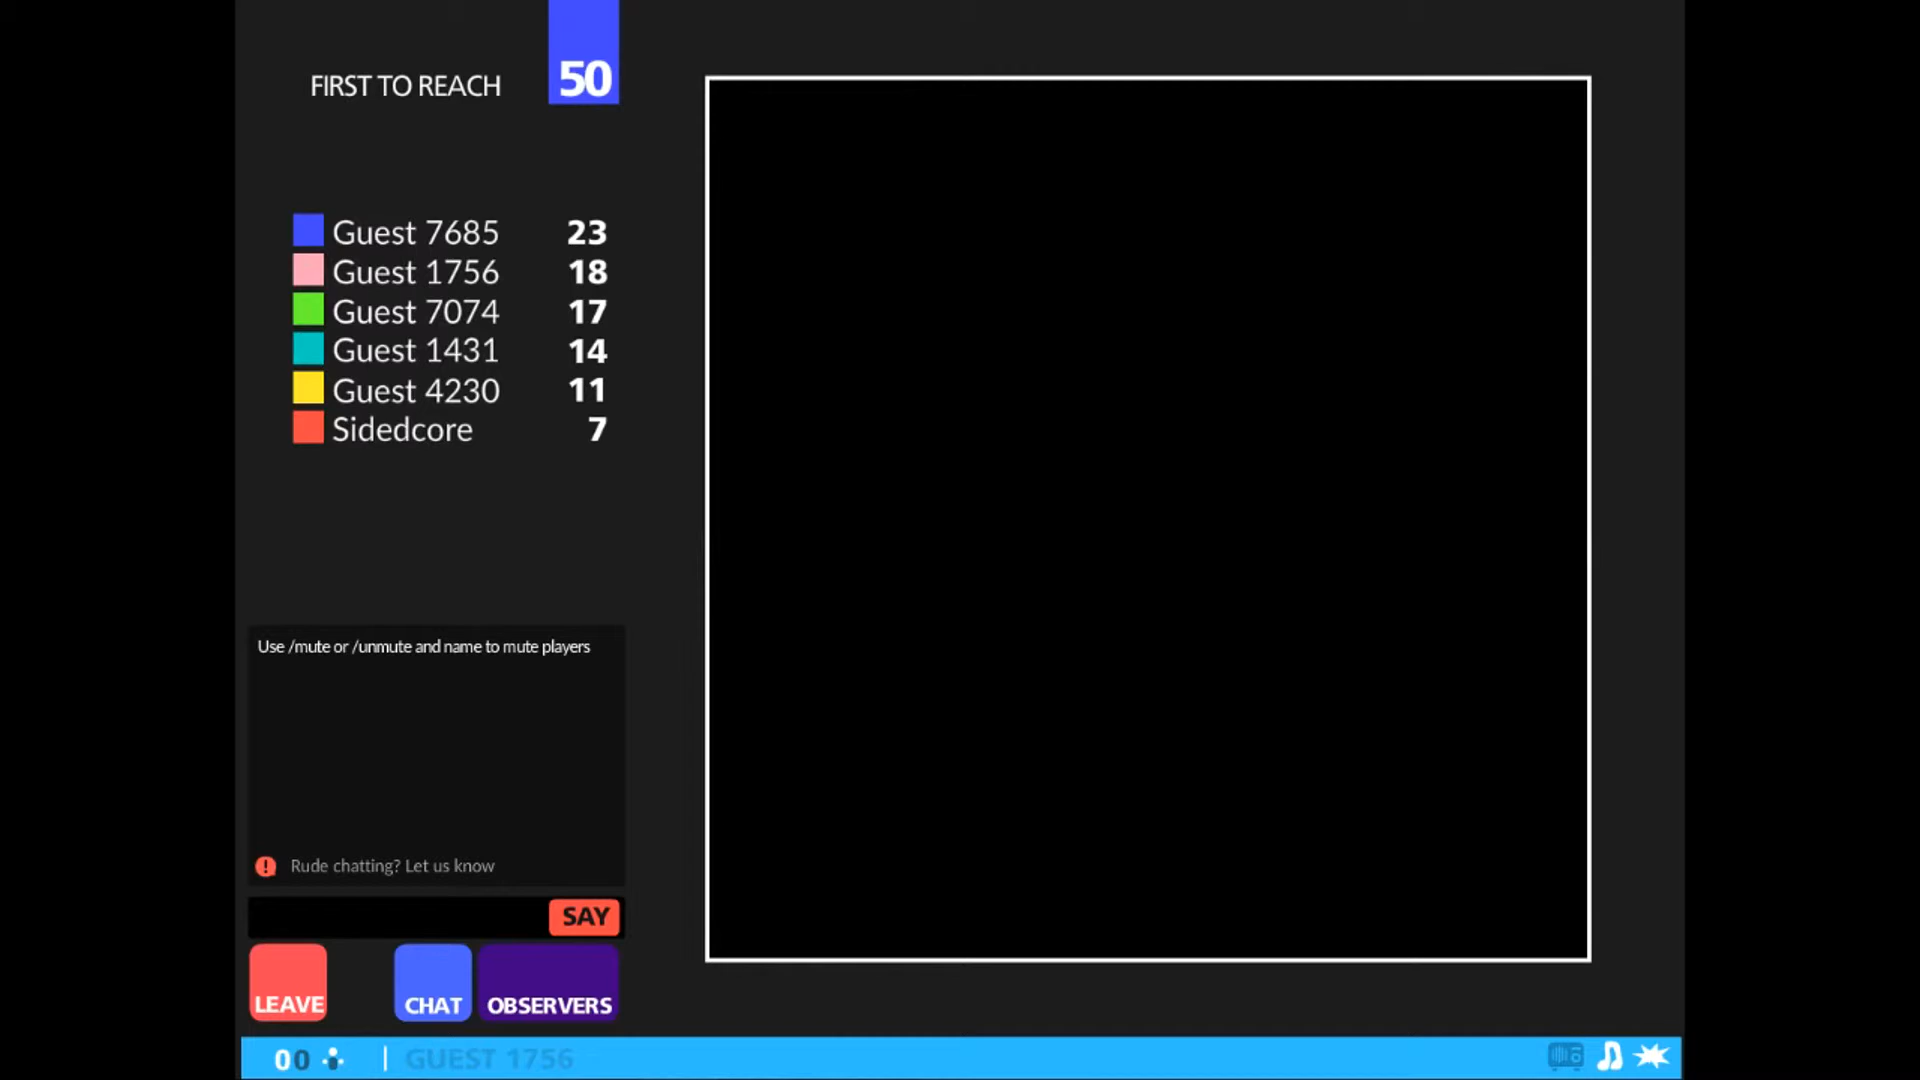 FIRST TO REACH 50
Guest 7685 23
Guest 1756 18
Guest 7074 17
Guest 1431 14
Guest 4230 11
Sidedcore 7
Use /mute or /unmute and name to mute players
! Rude chatting? Let us know
SAY
LEAVE CHAT OBSERVERS
00 | GUEST 1756